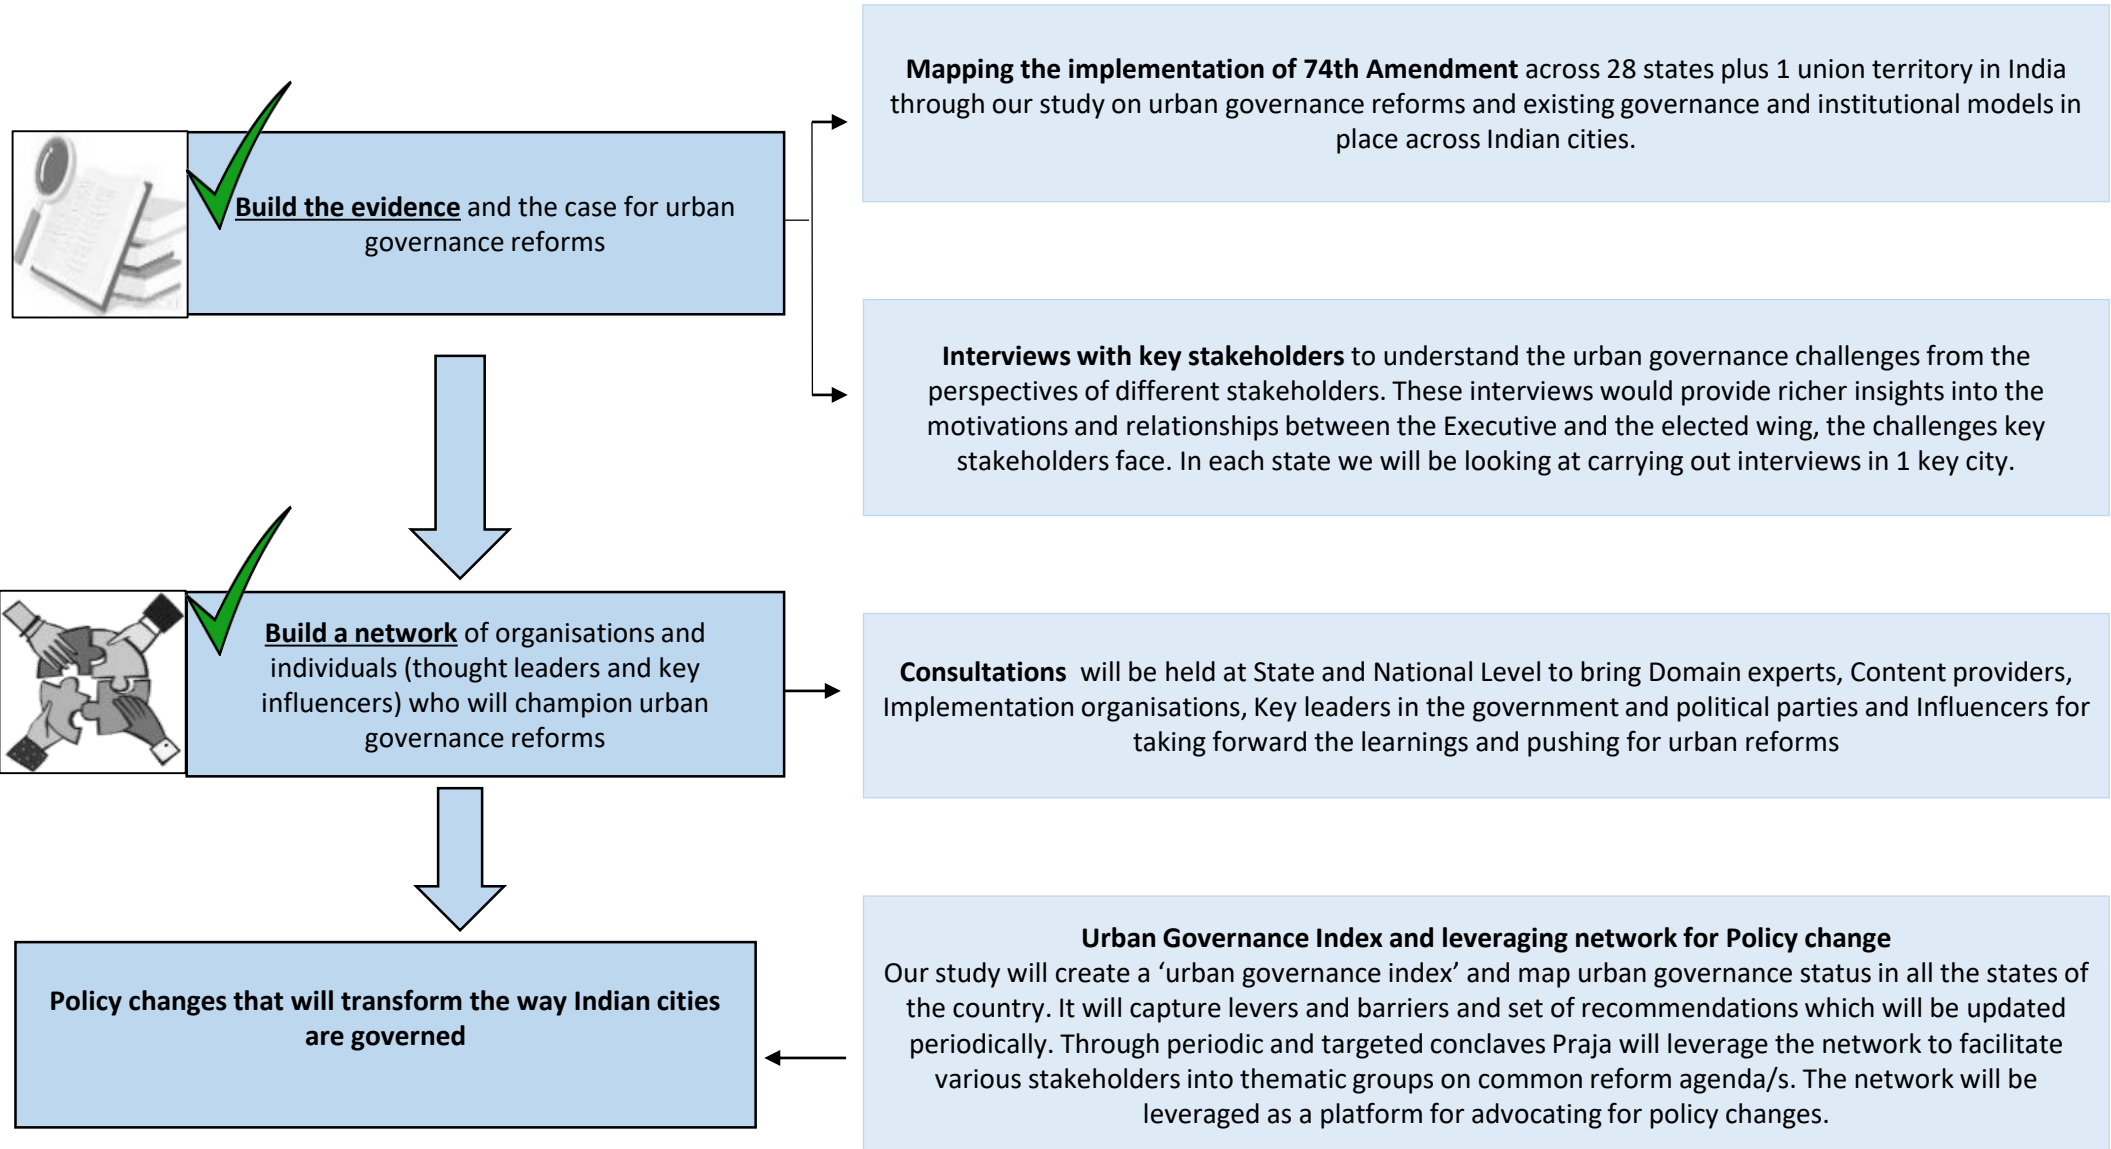 Build the evidence and the case for urban
governance reforms
Mapping the implementation of 74th Amendment across 28 states plus 1 union territory in India
through our study on urban governance reforms and existing governance and institutional models in
place across Indian cities.
Interviews with key stakeholders to understand the urban governance challenges from the
perspectives of different stakeholders. These interviews would provide richer insights into the
motivations and relationships between the Executive and the elected wing, the challenges key
stakeholders face. In each state we will be looking at carrying out interviews in 1 key city.
Build a network of organisations and
individuals (thought leaders and key
influencers) who will champion urban
governance reforms
Consultations will be held at State and National Level to bring Domain experts, Content providers,
Implementation organisations, Key leaders in the government and political parties and Influencers for
taking forward the learnings and pushing for urban reforms
Policy changes that will transform the way Indian cities
are governed
Urban Governance Index and leveraging network for Policy change
Our study will create a ‘urban governance index’ and map urban governance status in all the states of
the country. It will capture levers and barriers and set of recommendations which will be updated
periodically. Through periodic and targeted conclaves Praja will leverage the network to facilitate
various stakeholders into thematic groups on common reform agenda/s. The network will be
leveraged as a platform for advocating for policy changes.